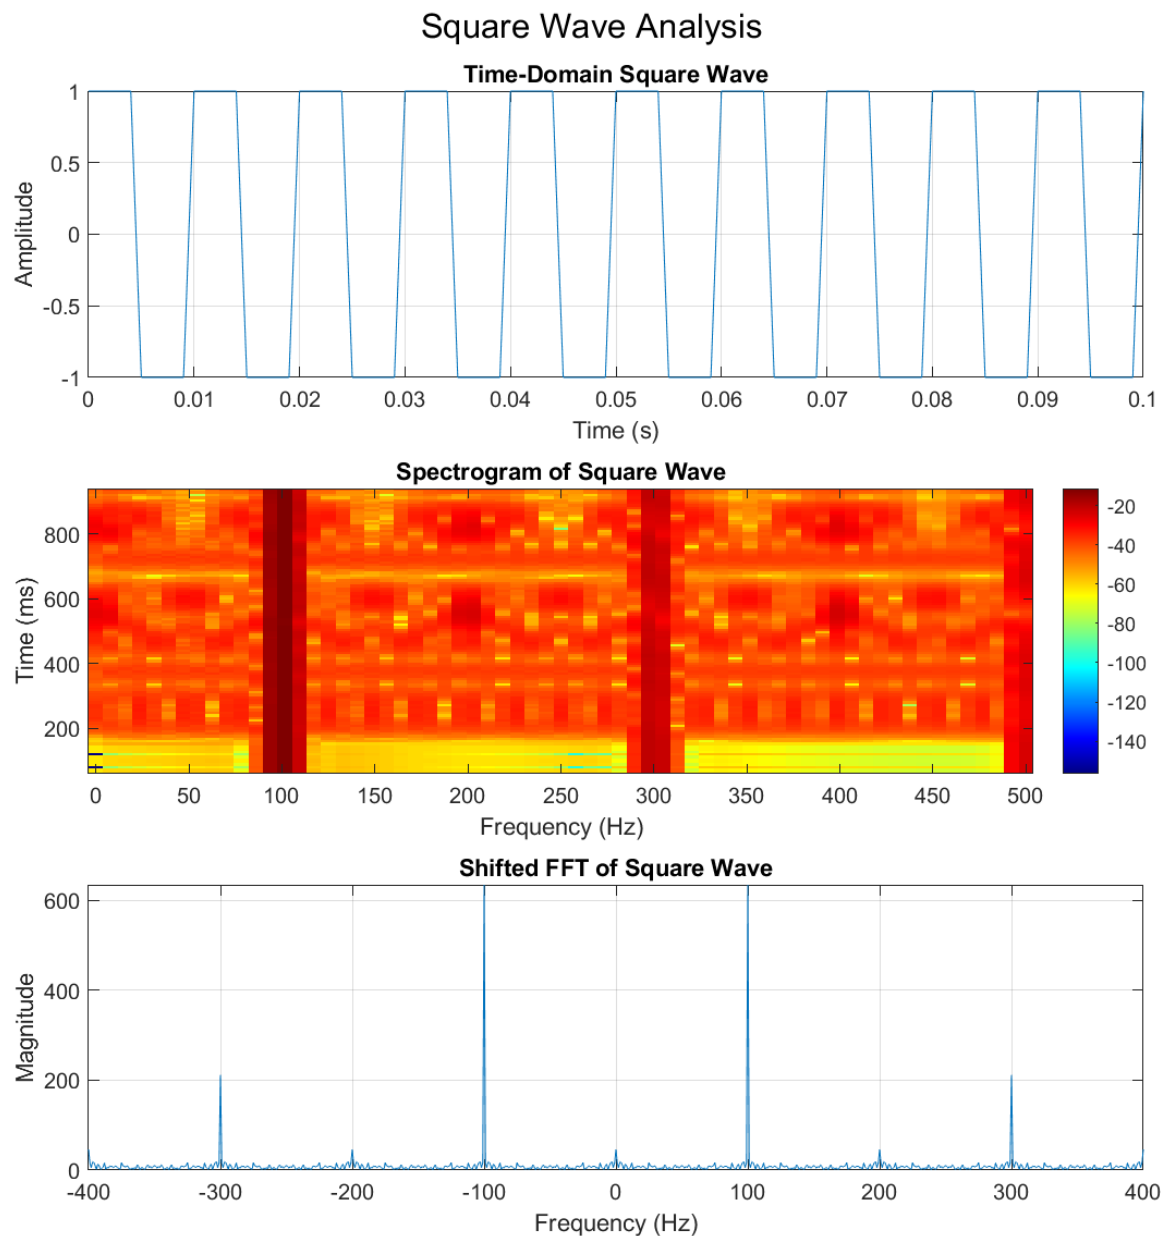 Square Wave Analysis
Time-Domain Square Wave
1
0.5
0
-0.5
-1
Amplitude
0 0.01 0.02 0.03 0.04 0.05 0.06 0.07 0.08 0.09 0.1
Time (s)
Spectrogram of Square Wave
800
600
400
200
Time (ms)
0 50 100 150 200 250 300 350 400 450 500
Frequency (Hz)
-20
-40
-60
-80
-100
-120
-140
Shifted FFT of Square Wave
600
400
200
0
Magnitude
-400 -300 -200 -100 0 100 200 300 400
Frequency (Hz)